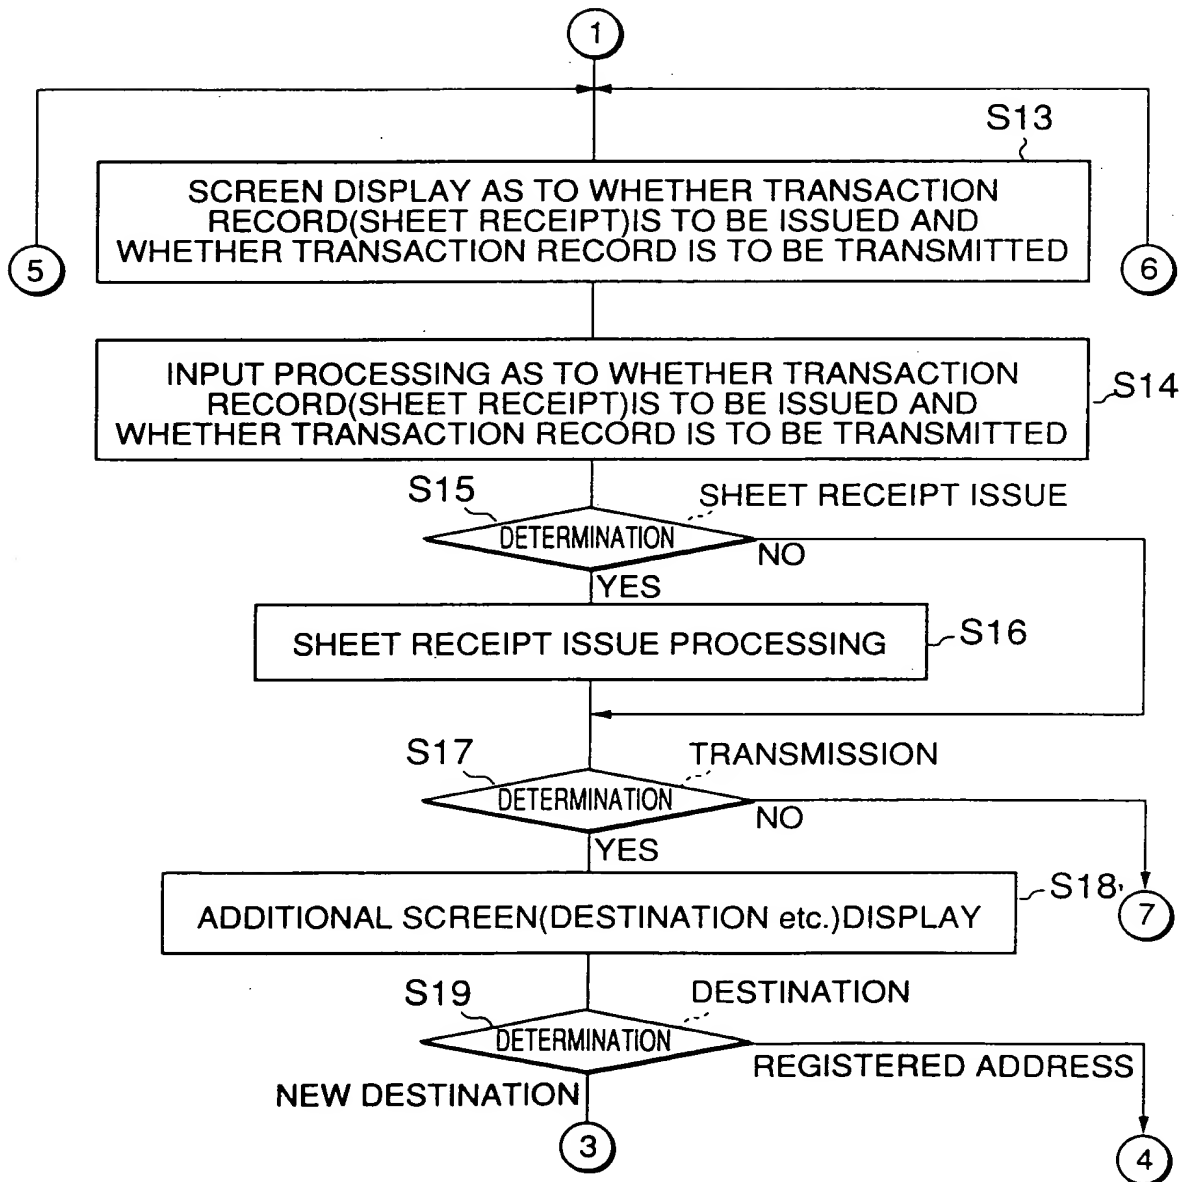 1
S13
SCREEN DISPLAY AS TO WHETHER TRANSACTION
RECORD(SHEET RECEIPT)IS TO BE ISSUED AND
WHETHER TRANSACTION RECORD IS TO BE TRANSMITTED
5
6
INPUT PROCESSING AS TO WHETHER TRANSACTION
RECORD(SHEET RECEIPT)IS TO BE ISSUED AND
WHETHER TRANSACTION RECORD IS TO BE TRANSMITTED
S14
S15
SHEET RECEIPT ISSUE
DETERMINATION
NO
YES
SHEET RECEIPT ISSUE PROCESSING
S16
S17
TRANSMISSION
DETERMINATION
NO
YES
S18
ADDITIONAL SCREEN(DESTINATION etc.)DISPLAY
7
S19
DESTINATION
DETERMINATION
REGISTERED ADDRESS
NEW DESTINATION
3
4